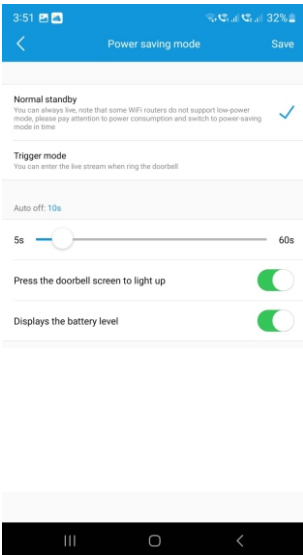 3:51 32%
Power saving mode Save
Normal standby
You can always live, note that some WiFi routers do not support low-power
mode, please pay attention to power consumption and switch to power-saving
mode in time
Trigger mode
You can enter the live stream when ring the doorbell
Auto off: 10s
5s 60s
Press the doorbell screen to light up
Displays the battery level